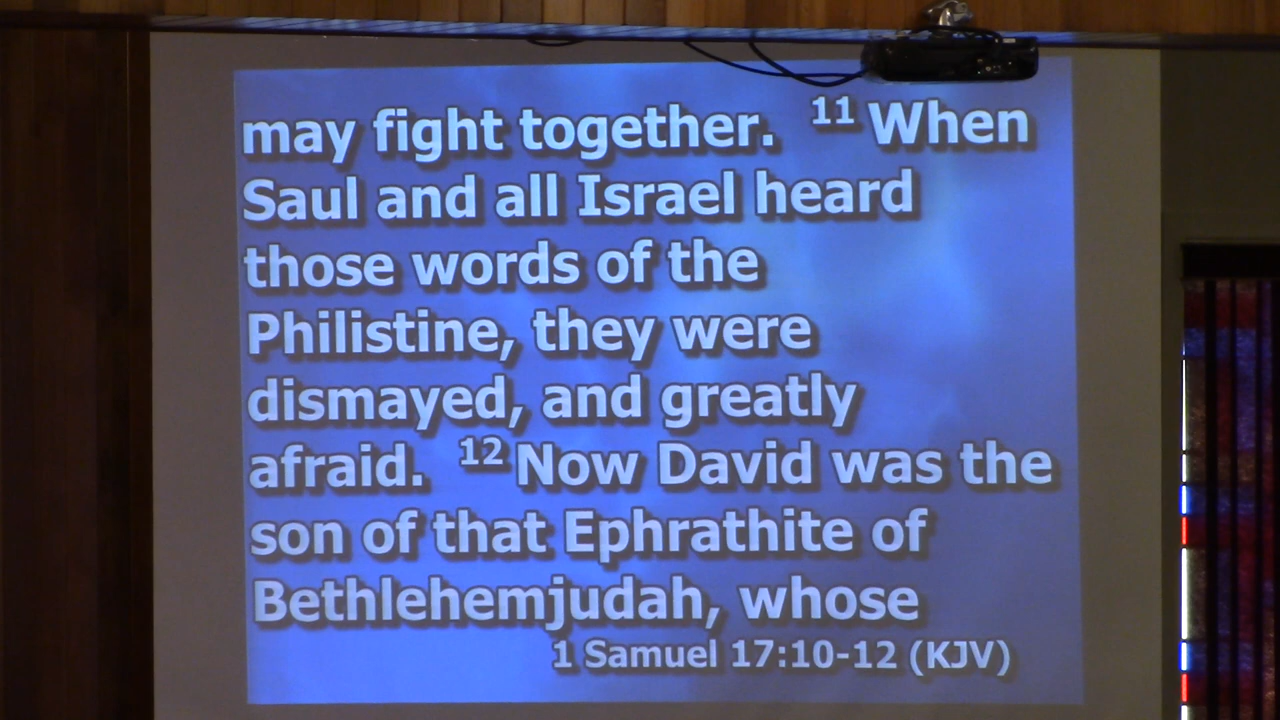 may fight together. 11 When
Saul and all Israel heard
those words of the
Philistine, they were
dismayed, and greatly
afraid. 12 Now David was the
son of that Ephrathite of
Bethlehemjudah, whose
1 Samuel 17:10-12 (KJV)